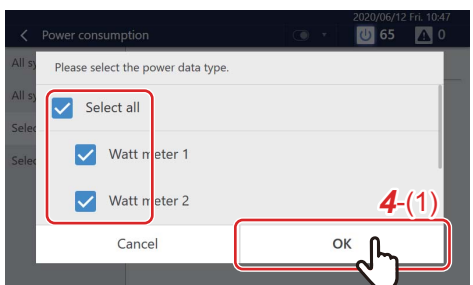 2020/06/12 Fri. 10:47
Power consumption
65
0
All sy
Please select the power data type.
Select all
All sy
Watt meter 1
Selec
Watt meter 2
Selec
4-(1)
Cancel
OK